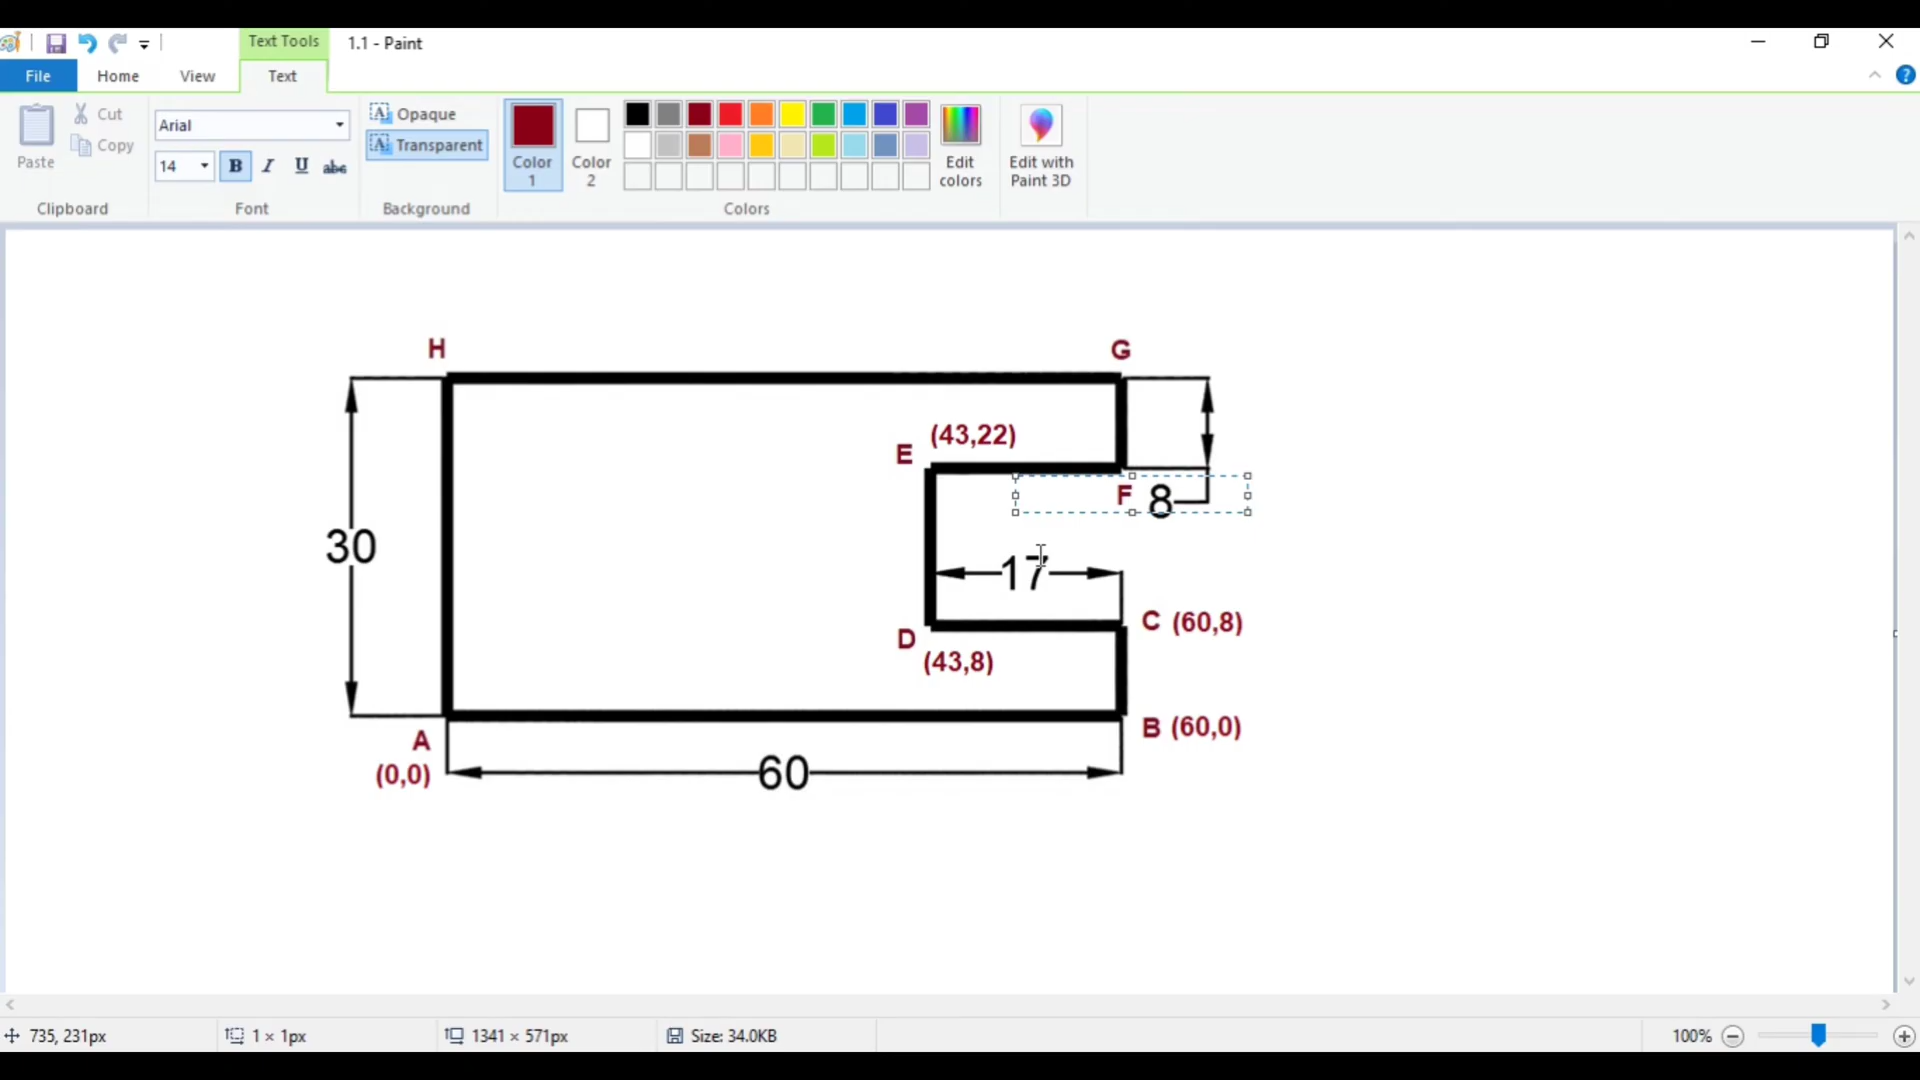 Text Tools 1.1 - Paint
File Home View Text
Paste Cut Copy
Arial
14 B I U abc
Opaque
Transparent
Color 1
Color 2
Edit colors
Edit with Paint 3D
Clipboard Font Background Colors
H G
(43,22)
E
F 8
30
17
C (60,8)
D
(43,8)
B (60,0)
A
(0,0)
60
735, 231px 1 × 1px 1341 × 571px Size: 34.0KB 100%